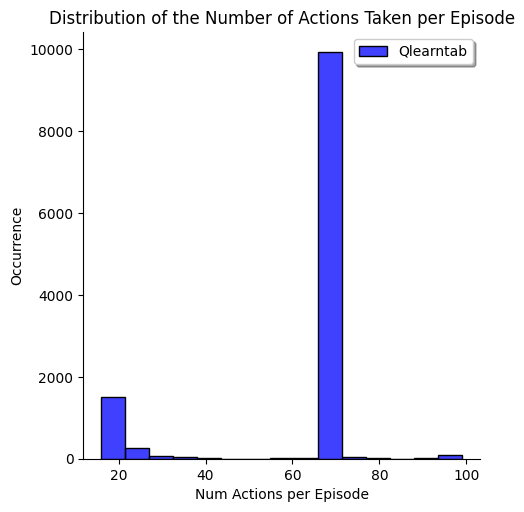 Distribution of the Number of Actions Taken per Episode
Qlearntab
10000
8000
6000
4000
2000
0
Occurrence
20 40 60 80 100
Num Actions per Episode